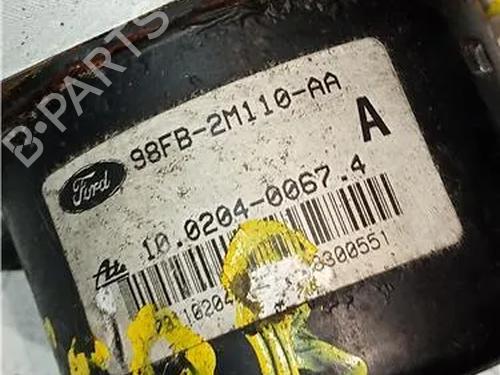 B-PARTS
Ford
98FB-2M110-AA
A
Ate
10.0204-0067.4